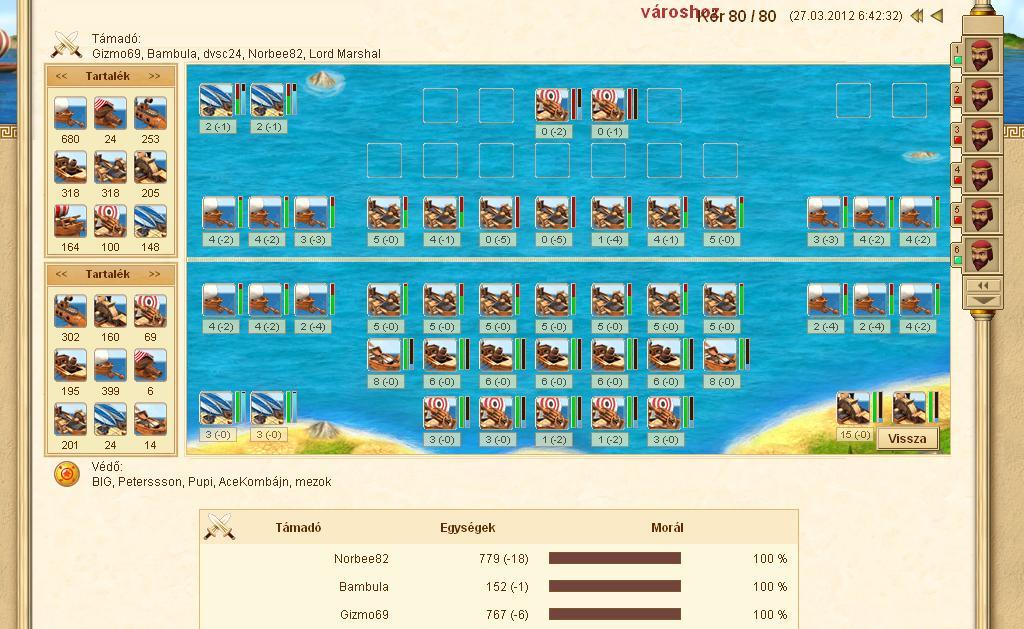 városhoz
Kör 80 / 80 (27.03.2012 6:42:32)
Támadó:
Gizmo69, Bambula, dvsc24, Norbee82, Lord Marshal
<< Tartalék >>
680 24 253
318 318 205
164 100 148
2 (-1) 2 (-1) 0 (-2) 0 (-1)
4 (-2) 4 (-2) 3 (-3) 5 (-0) 4 (-1) 0 (-5) 0 (-5) 1 (-4) 4 (-1) 5 (-0) 3 (-3) 4 (-2) 4 (-2)
1
2
3
4
5
6
<< Tartalék >>
302 160 69
195 399 6
201 24 14
4 (-2) 4 (-2) 2 (-4) 5 (-0) 5 (-0) 5 (-0) 5 (-0) 5 (-0) 5 (-0) 5 (-0) 2 (-4) 2 (-4) 4 (-2)
8 (-0) 6 (-0) 6 (-0) 6 (-0) 6 (-0) 6 (-0) 8 (-0)
3 (-0) 3 (-0) 3 (-0) 3 (-0) 1 (-2) 1 (-2) 3 (-0) 15 (-0)
Vissza
Védő:
BIG, Peterssson, Pupi, AceKombájn, mezok
Támadó Egységek Morál
Norbee82 779 (-18) 100 %
Bambula 152 (-1) 100 %
Gizmo69 767 (-6) 100 %